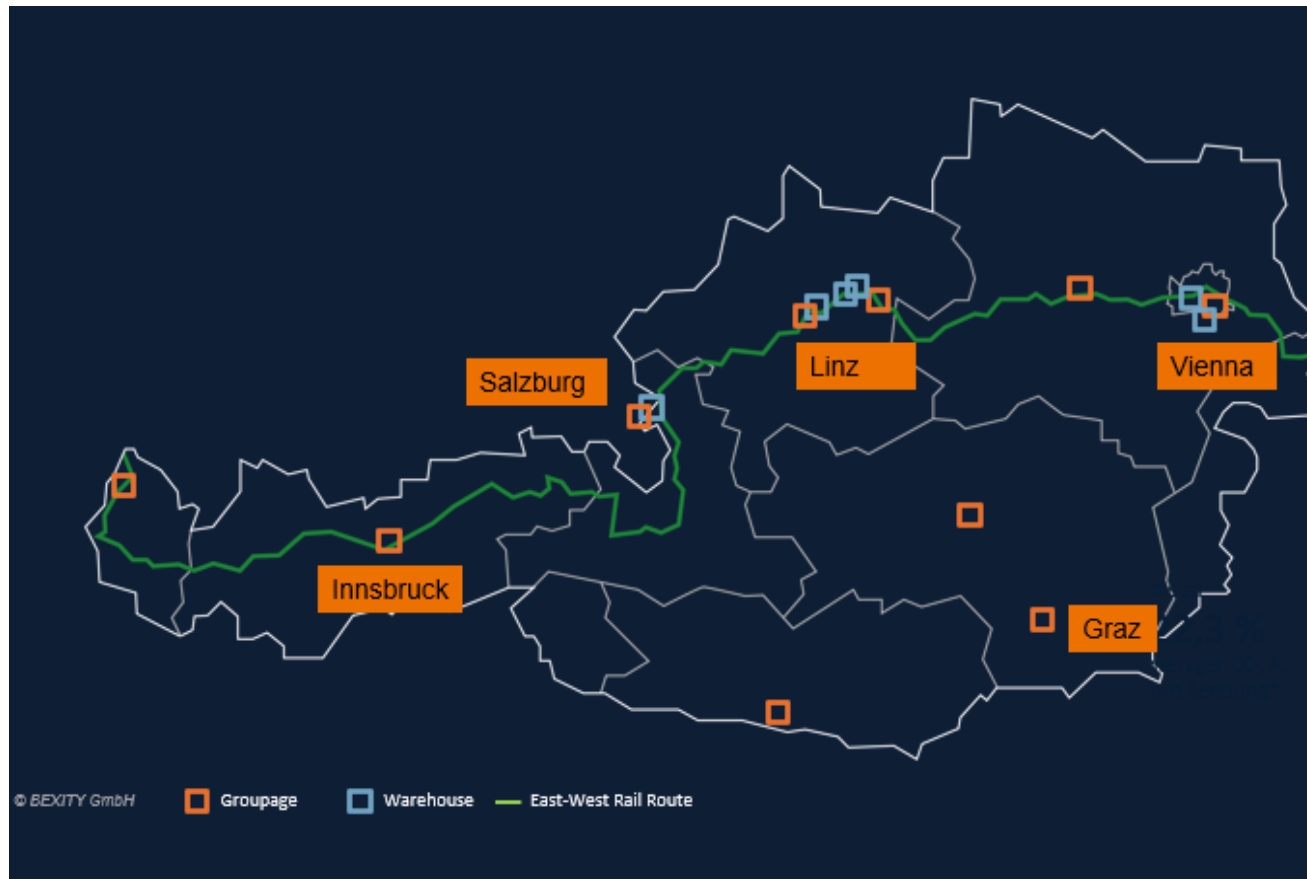 Salzburg
Linz
Vienna
Innsbruck
Graz
© BEXITY GmbH
Groupage
Warehouse
East-West Rail Route